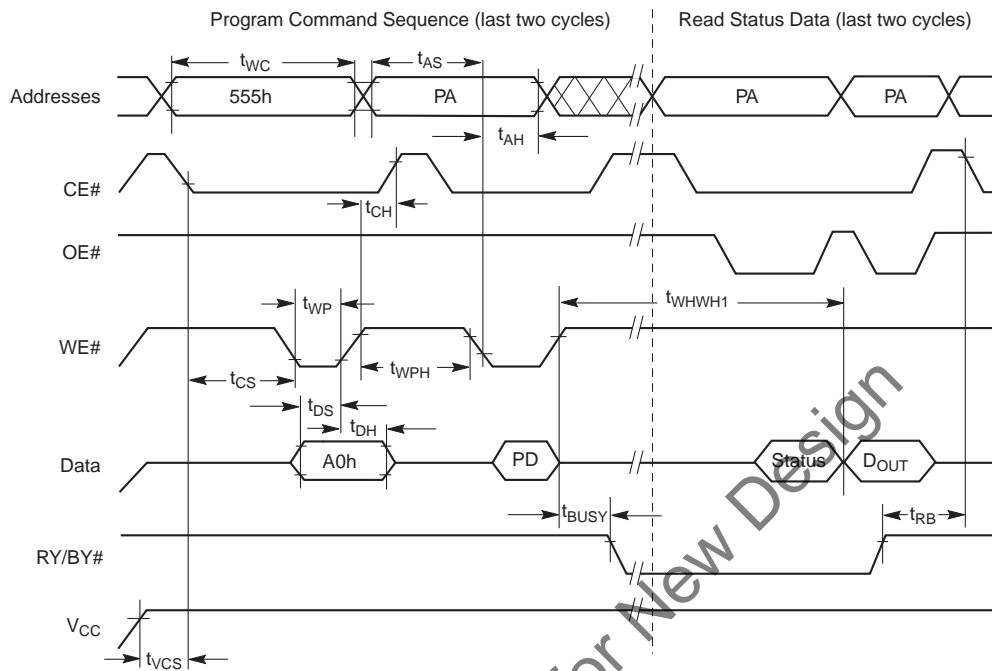 Program Command Sequence (last two cycles)
Read Status Data (last two cycles)
tWC
tAS
Addresses
555h
PA
PA
PA
tAH
CE#
tCH
OE#
tWP
tWHWH1
WE#
tCS
tWPH
tDS
tDH
Data
A0h
PD
Status
DOUT
tBUSY
tRB
RY/BY#
VCC
tVCS
for New Design